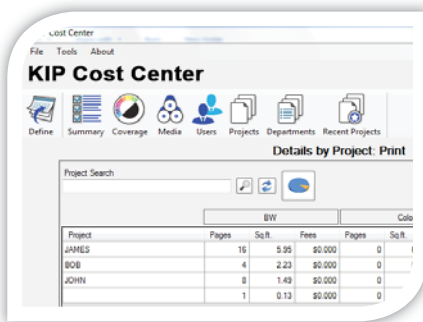 Cost Center
File Tools About
KIP Cost Center
Define Summary Coverage Media Users Projects Departments Recent Projects
Details by Project: Print
Project Search
BW Colo
Project Pages Sq.ft. Fees Pages Sq.ft.
JAMES 16 5.95 $0.000 0
BOB 4 2.23 $0.000 0
JOHN 8 1.49 $0.000 0
1 0.13 $0.000 0